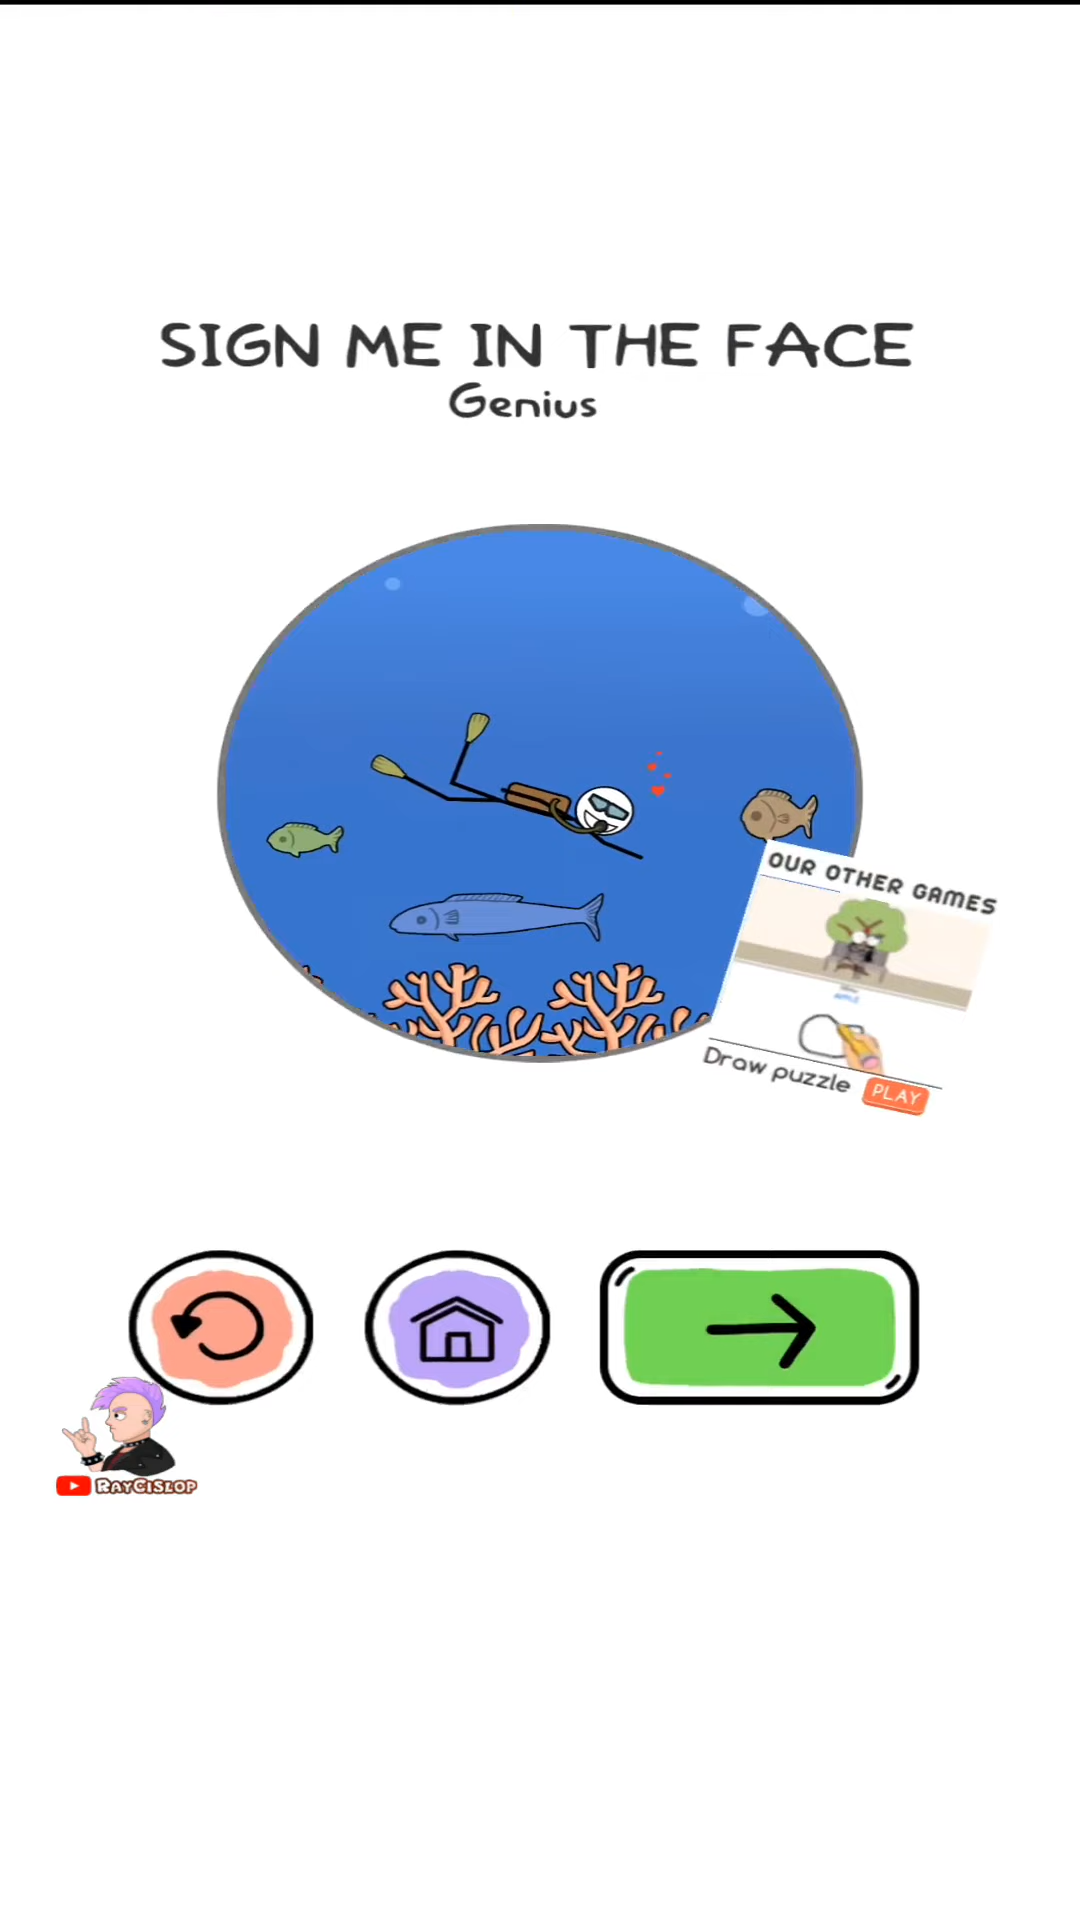 SIGN ME IN THE FACE
Genius
OUR OTHER GAMES
Draw puzzle
PLAY
RAYCISLOP